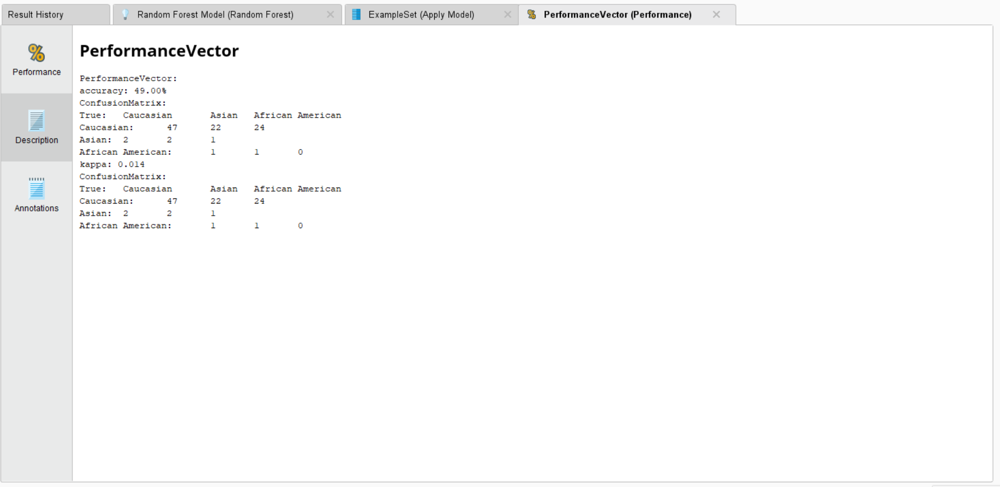 Result History
Random Forest Model (Random Forest)
ExampleSet (Apply Model)
PerformanceVector (Performance)
Performance
Description
Annotations
PerformanceVector
PerformanceVector:
accuracy: 49.00%
ConfusionMatrix:
True: Caucasian Asian African American
Caucasian: 47 22 24
Asian: 2 2 1
African American: 1 1 0
kappa: 0.014
ConfusionMatrix:
True: Caucasian Asian African American
Caucasian: 47 22 24
Asian: 2 2 1
African American: 1 1 0